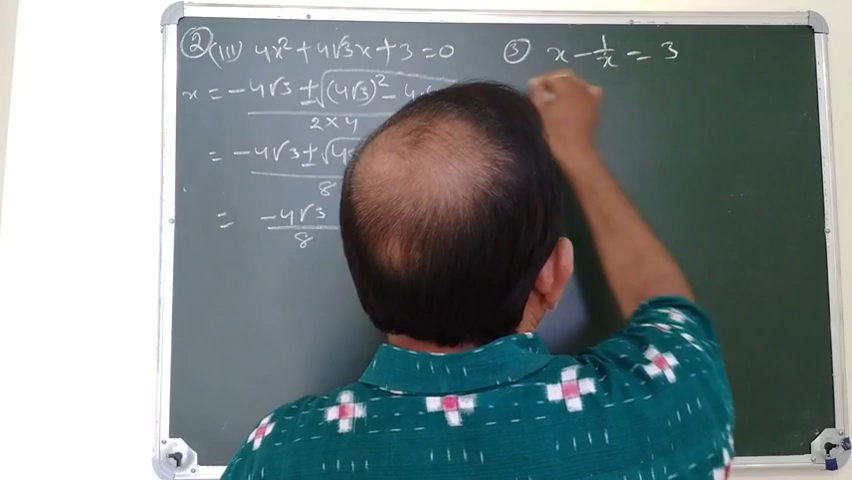 ② (III) 4x² + 4√3x + 3 = 0
x = -4√3 ± √(4√3)² - 4.
2 × 4
= -4√3 ± √4
8
= -4√3
8
③ x - 1/x = 3